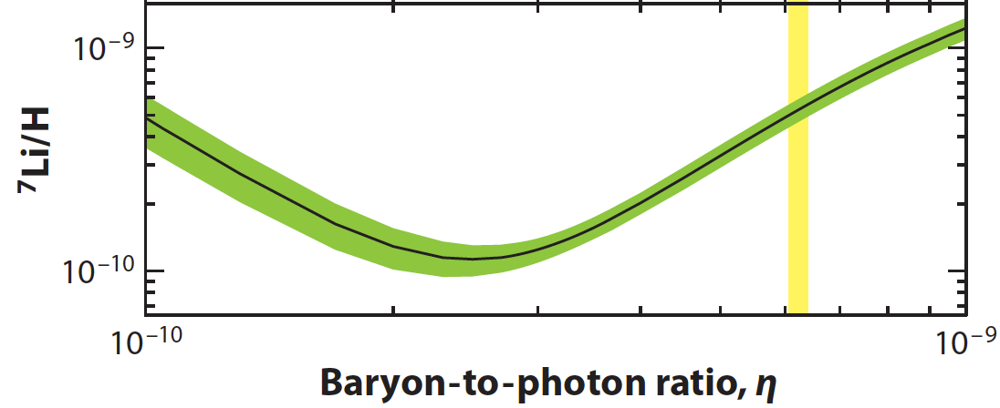 10⁻⁹
⁷Li/H
10⁻¹⁰
10⁻¹⁰ 10⁻⁹
Baryon-to-photon ratio, η